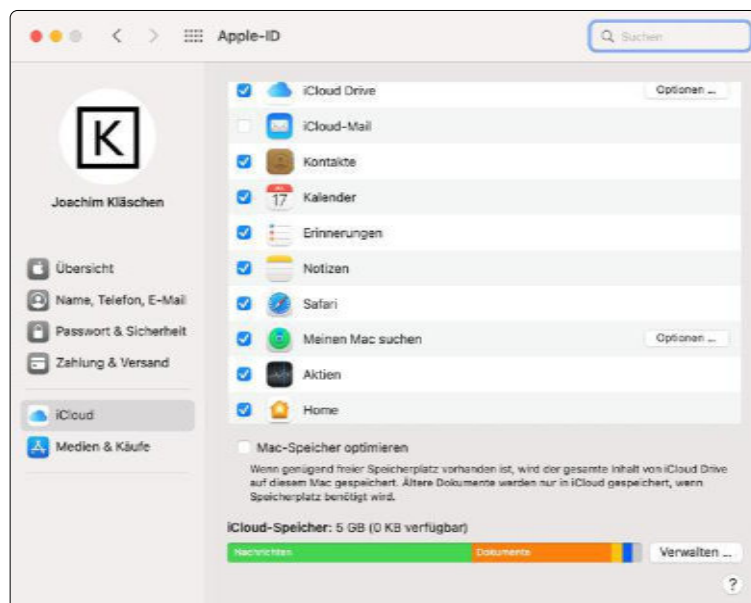 Apple-ID
Suchen
K
Joachim Kläschen
Übersicht
Name, Telefon, E-Mail
Passwort & Sicherheit
Zahlung & Versand
iCloud
Medien & Käufe
iCloud Drive
Optionen ...
iCloud-Mail
Kontakte
17
Kalender
Erinnerungen
Notizen
Safari
Meinen Mac suchen
Optionen ...
Aktien
Home
Mac-Speicher optimieren
Wenn genügend freier Speicherplatz vorhanden ist, wird der gesamte Inhalt von iCloud Drive
auf diesem Mac gespeichert. Ältere Dokumente werden nur in iCloud gespeichert, wenn
Speicherplatz benötigt wird.
iCloud-Speicher: 5 GB (0 KB verfügbar)
Nachrichten
Dokumente
Verwalten ...
?